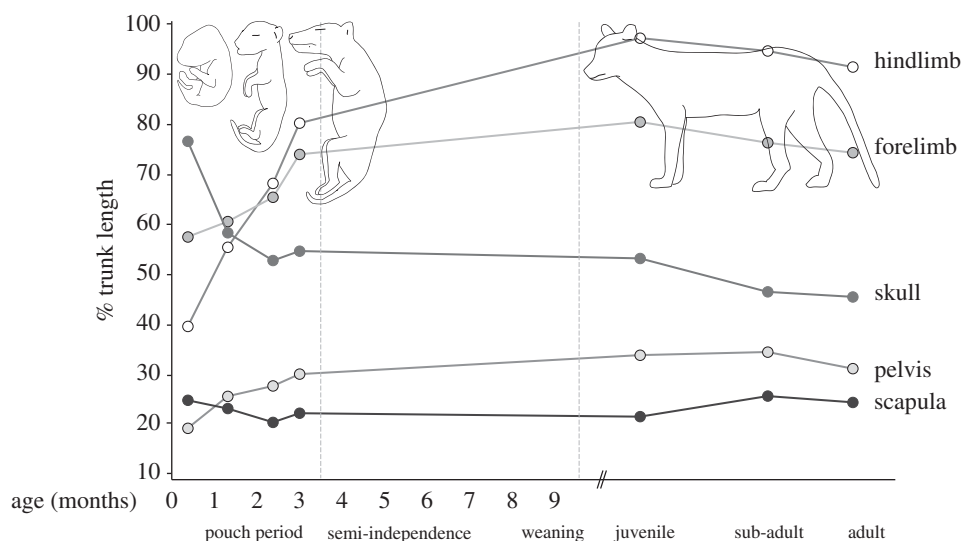 % trunk length
100
90
80
70
60
50
40
30
20
10
hindlimb
forelimb
skull
pelvis
scapula
age (months) 0 1 2 3 4 5 6 7 8 9
pouch period semi-independence weaning juvenile sub-adult adult